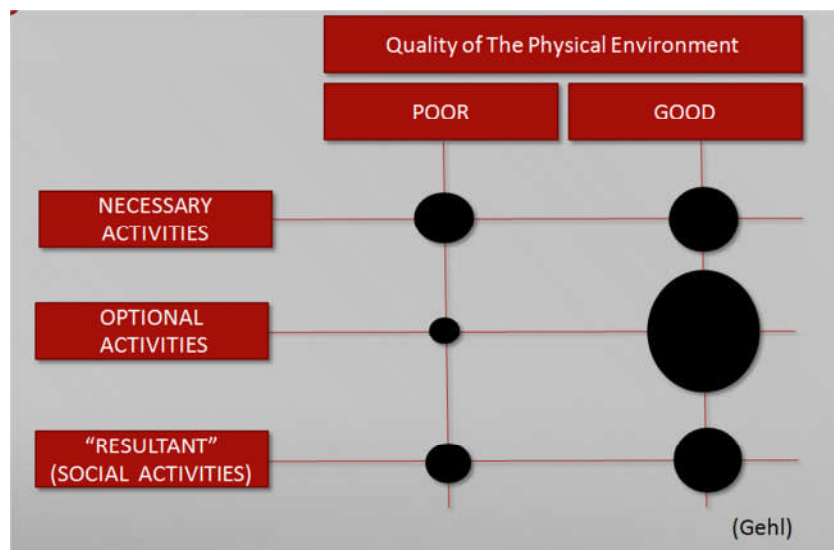 Quality of The Physical Environment
POOR
GOOD
NECESSARY
ACTIVITIES
OPTIONAL
ACTIVITIES
“RESULTANT”
(SOCIAL ACTIVITIES)
(Gehl)